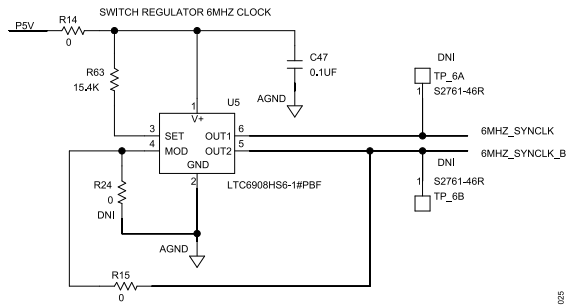 SWITCH REGULATOR 6MHZ CLOCK
P5V
R14
0
R63
15.4K
C47
0.1UF
AGND
U5
1
V+
3 SET OUT1 6
4 MOD OUT2 5
GND
2
LTC6908HS6-1#PBF
R24
0
DNI
AGND
R15
0
DNI
TP_6A
1 S2761-46R
6MHZ_SYNCLK
6MHZ_SYNCLK_B
DNI
1 S2761-46R
TP_6B
025